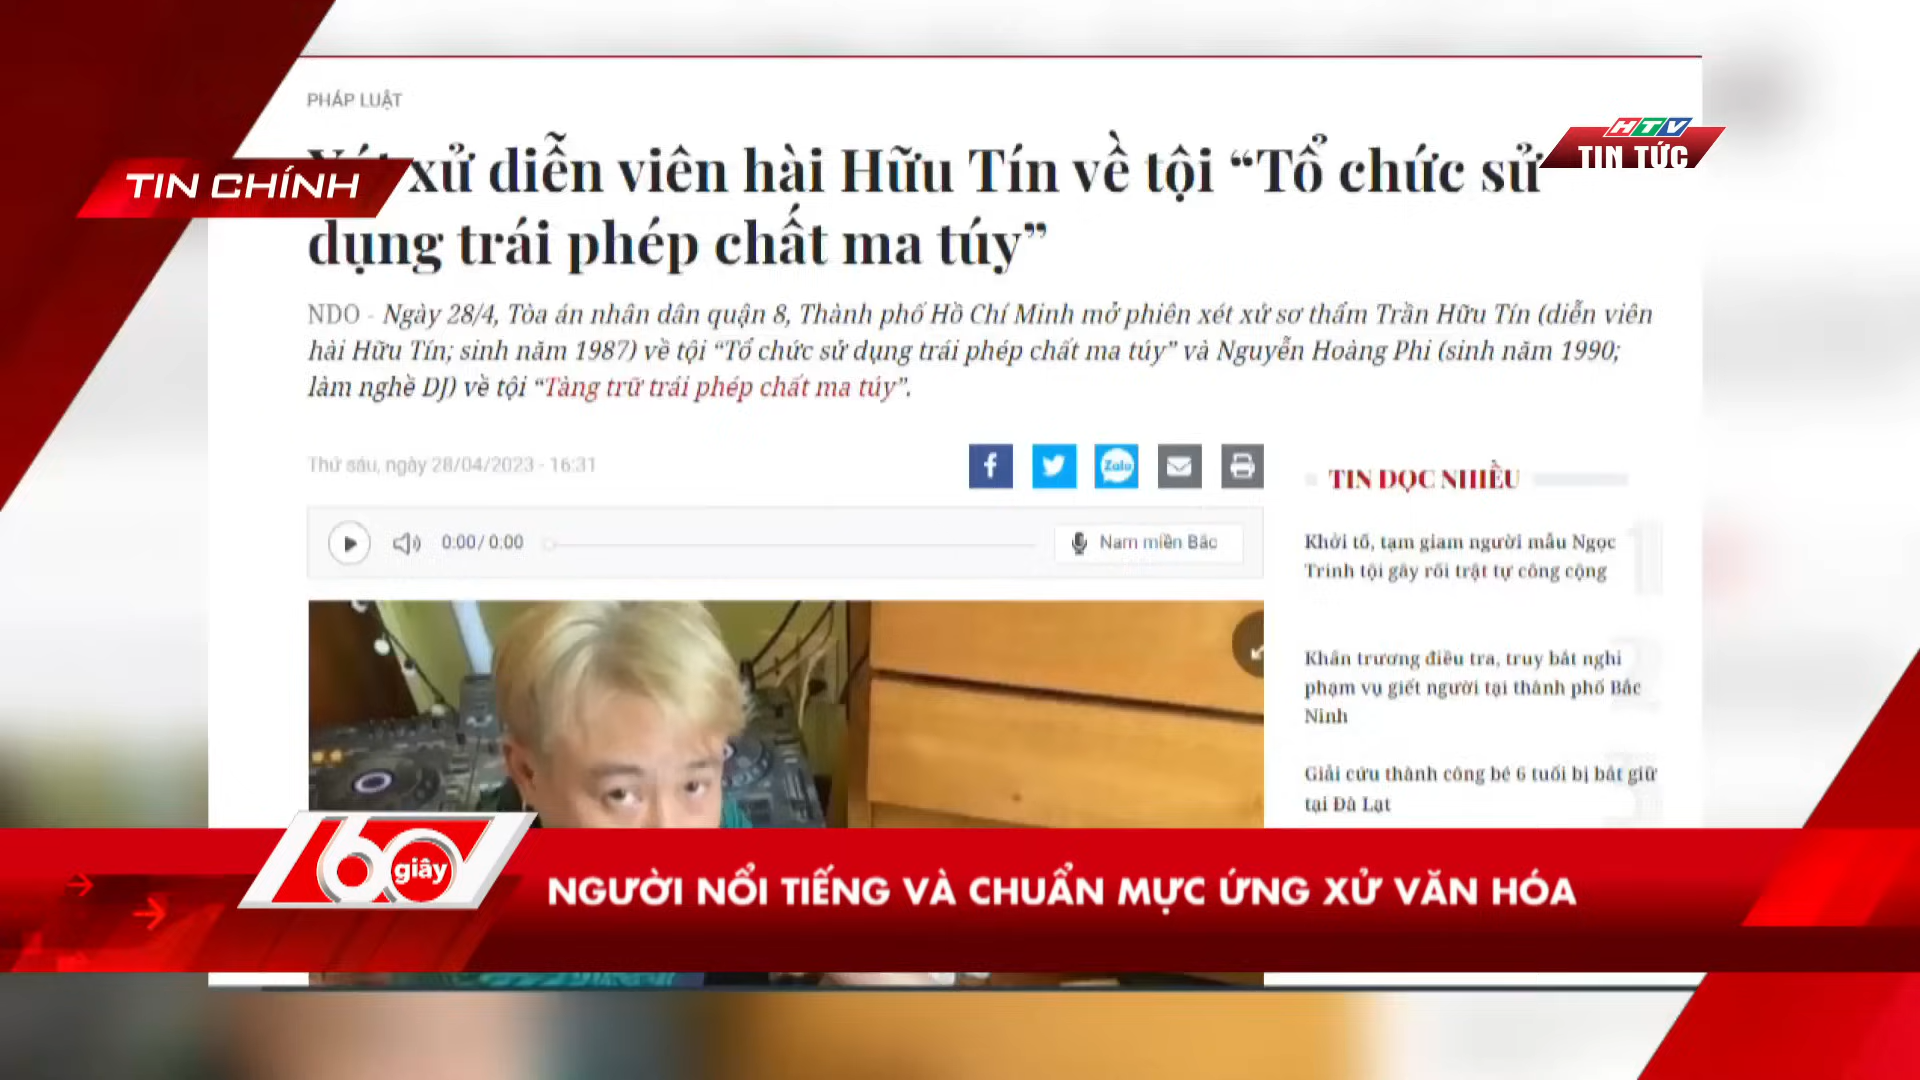 PHÁP LUẬT
HTV
TIN TỨC
TIN CHÍNH
xử diễn viên hài Hữu Tín về tội “Tổ chức sử
dụng trái phép chất ma túy”
NDO - Ngày 28/4, Tòa án nhân dân quận 8, Thành phố Hồ Chí Minh mở phiên xét xử sơ thẩm Trần Hữu Tín (diễn viên
hài Hữu Tín; sinh năm 1987) về tội “Tổ chức sử dụng trái phép chất ma túy” và Nguyễn Hoàng Phi (sinh năm 1990;
làm nghề DJ) về tội “Tàng trữ trái phép chất ma túy”.
Thứ sáu, ngày 28/04/2023 - 16:31
Zalo
0:00 / 0:00
Nam miền Bắc
TIN ĐỌC NHIỀU
Khởi tố, tạm giam người mẫu Ngọc
Trinh tội gây rối trật tự công cộng
Khẩn trương điều tra, truy bắt nghi
phạm vụ giết người tại thành phố Bắc
Ninh
Giải cứu thành công bé 6 tuổi bị bắt giữ
tại Đà Lạt
60 giây
NGƯỜI NỔI TIẾNG VÀ CHUẨN MỰC ỨNG XỬ VĂN HÓA